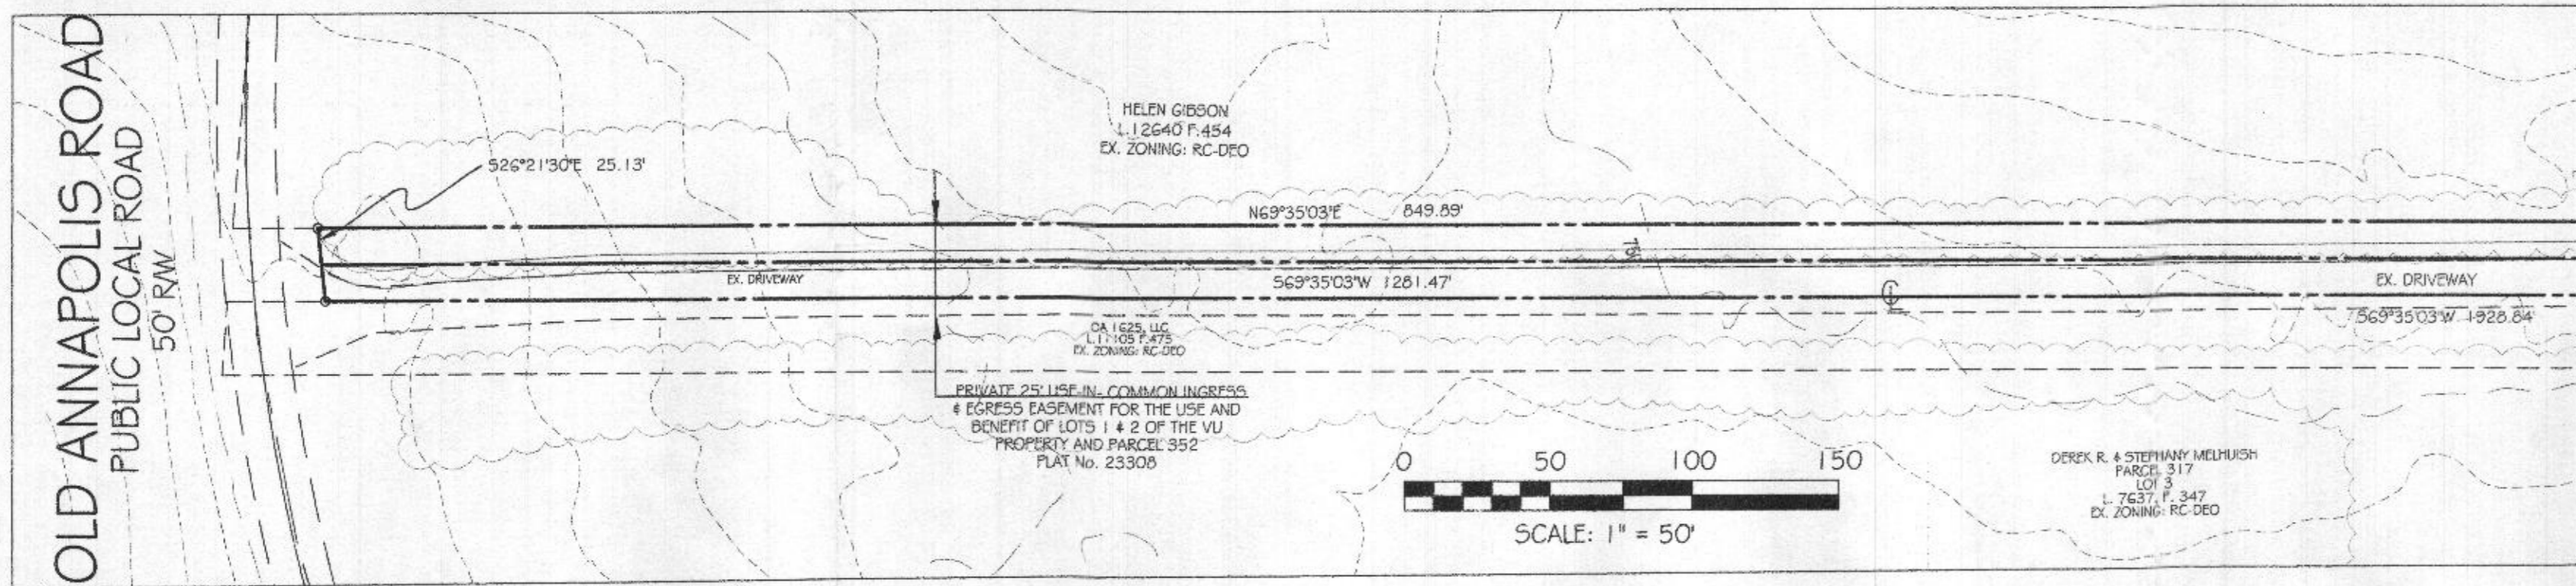 OLD ANNAPOLIS ROAD
PUBLIC LOCAL ROAD
50' R/W
S26°21'30"E 25.13'
HELEN GIBSON
L.12640 F.454
EX. ZONING: RC-DEO
N69°35'03"E 849.89'
EX. DRIVEWAY
S69°35'03"W 1281.47'
EX. DRIVEWAY
S69°35'03"W 1928.84'
OA 1625, LLC
L.17105 F.475
EX. ZONING: RC-DEO
PRIVATE 25' USE-IN-COMMON INGRESS
& EGRESS EASEMENT FOR THE USE AND
BENEFIT OF LOTS 1 & 2 OF THE VU
PROPERTY AND PARCEL 352
PLAT No. 23308
0 50 100 150
SCALE: 1" = 50'
DEREK R. & STEPHANY MELHUISH
PARCEL 317
LOT 3
L. 7637, F. 347
EX. ZONING: RC-DEO